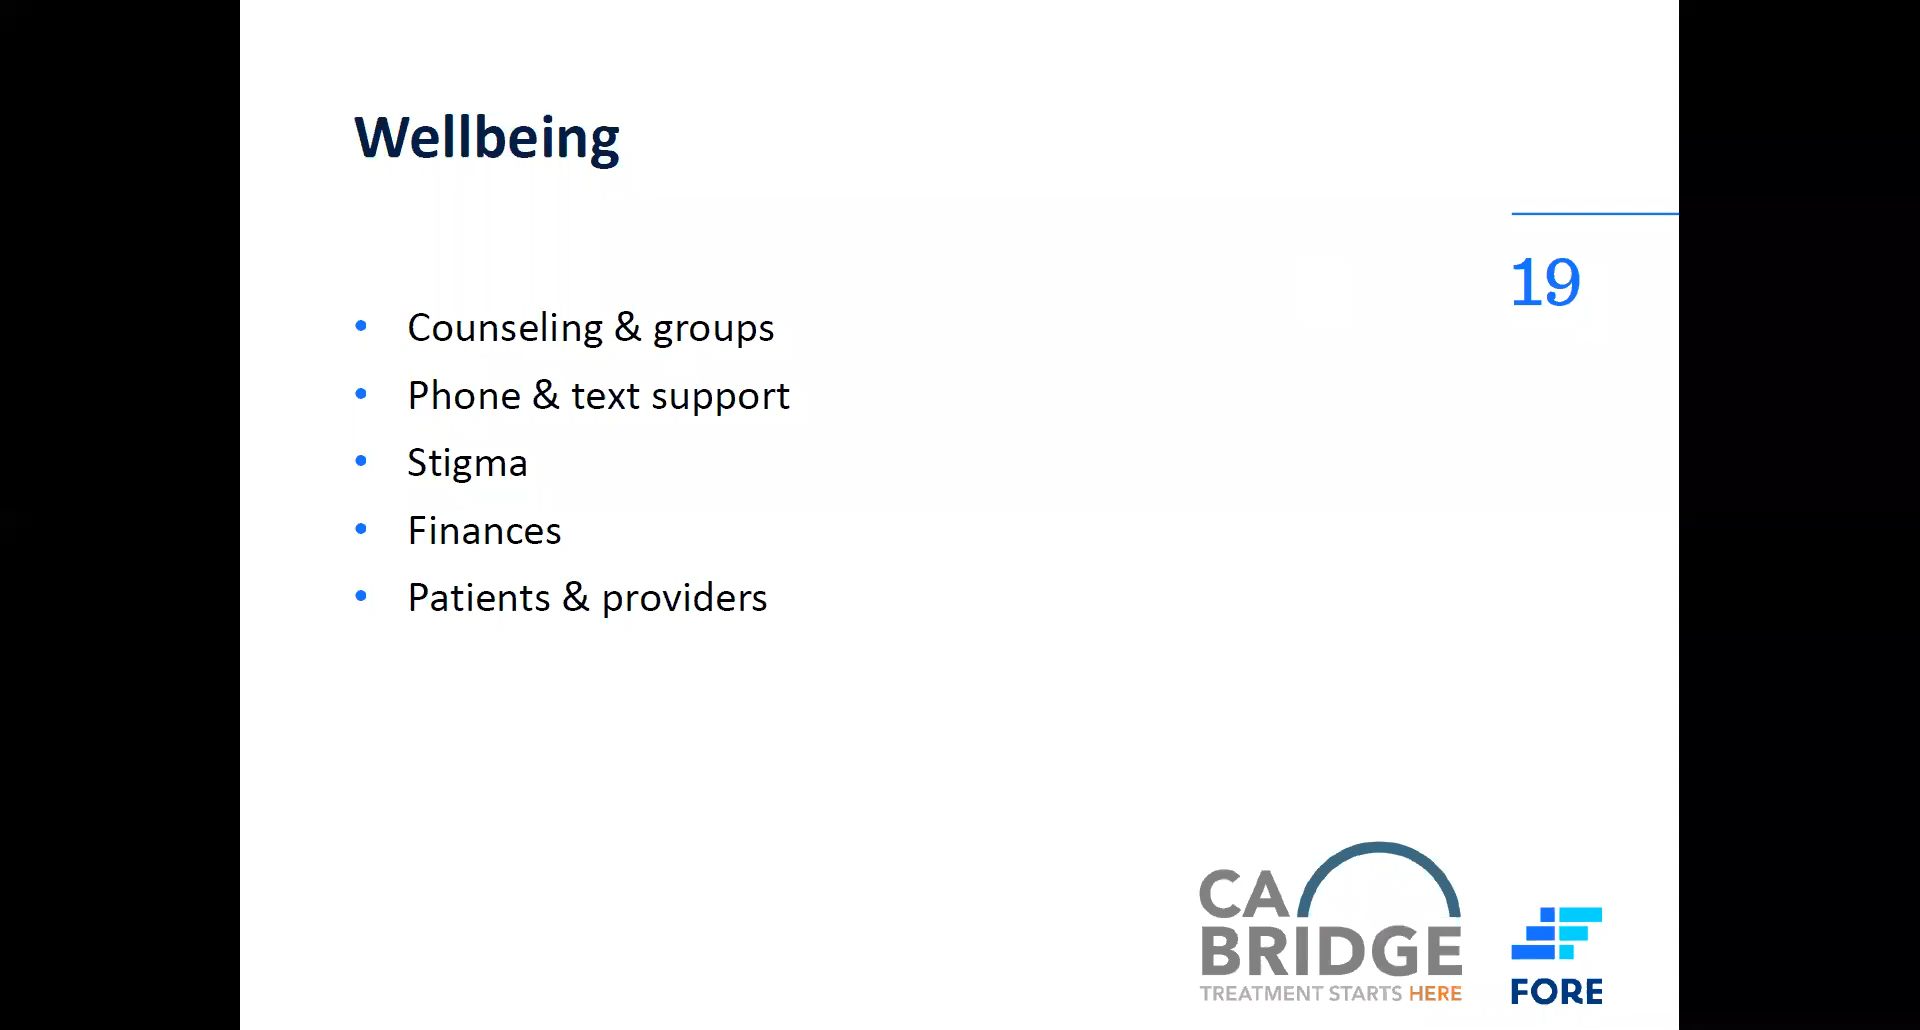 Wellbeing
19
• Counseling & groups
• Phone & text support
• Stigma
• Finances
• Patients & providers
CA
BRIDGE
TREATMENT STARTS HERE
FORE